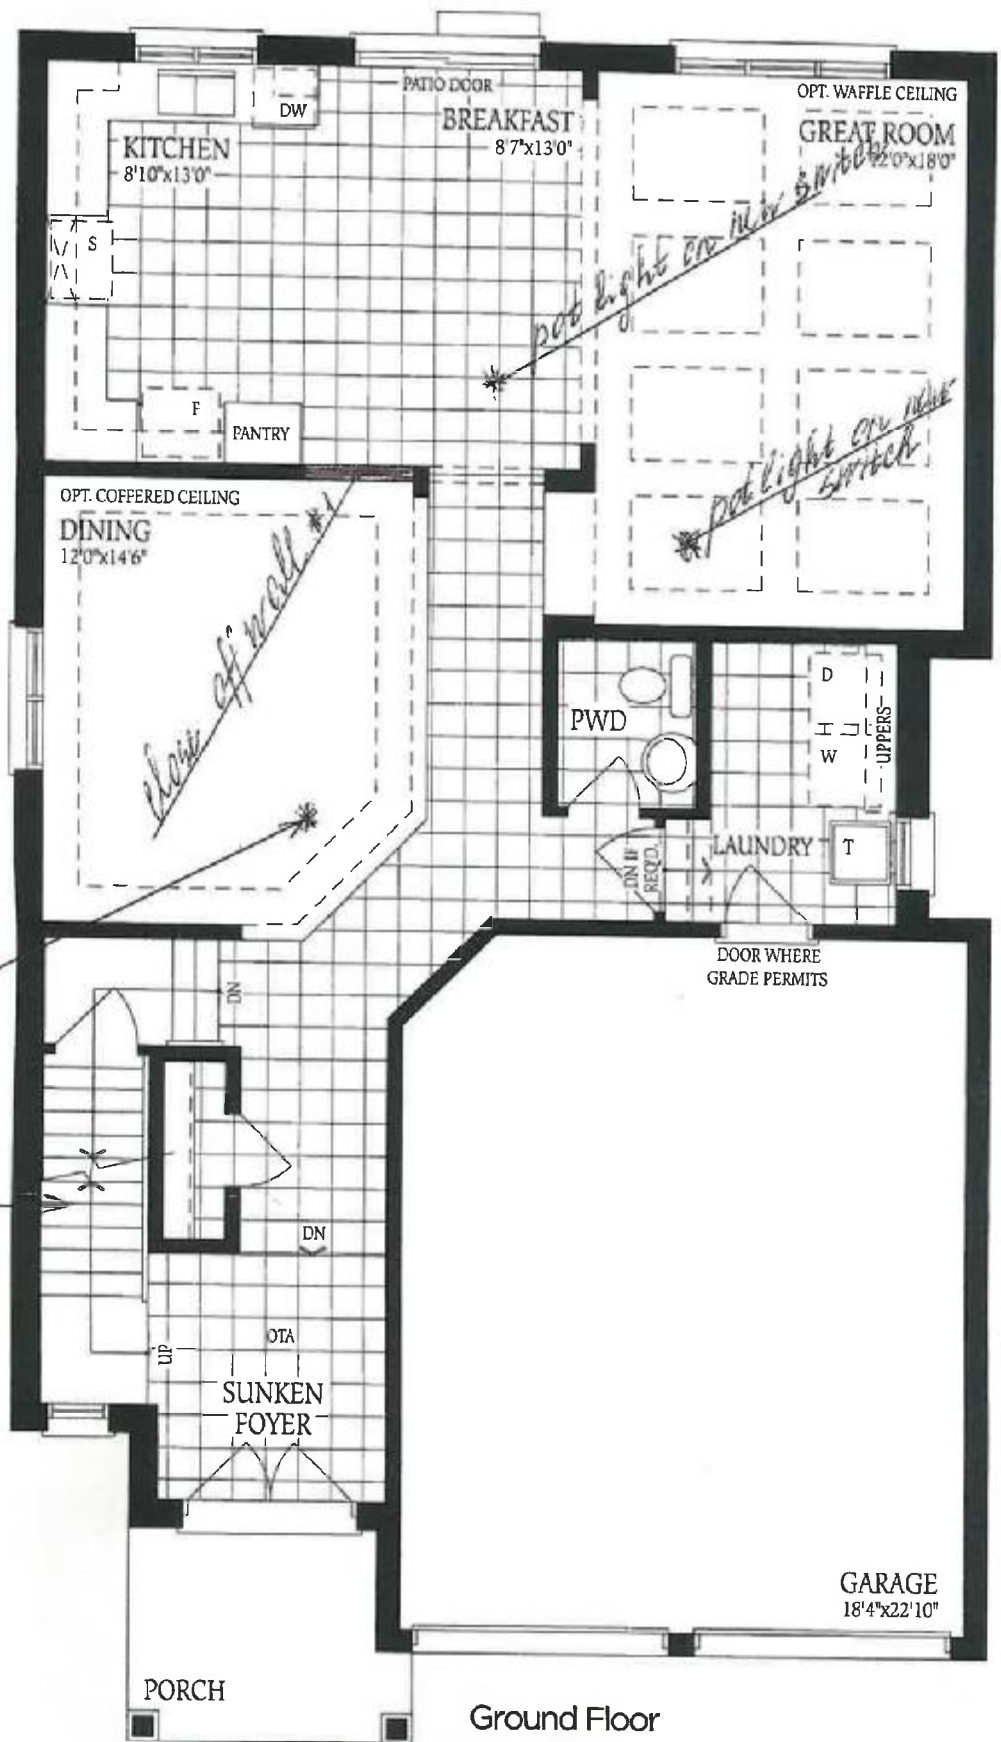 PATIO DOOR
OPT. WAFFLE CEILING
DW
BREAKFAST
8'7"x13'0"
GREAT ROOM
12'0"x18'0"
KITCHEN
8'10"x13'0"
pot light on new switch
S
F
PANTRY
pot light on new
switch
OPT. COFFERED CEILING
DINING
12'0"x14'6"
close off wall *1
D
PWD
UPPERS
W
LAUNDRY
T
DN IF
REQ'D.
DOOR WHERE
GRADE PERMITS
DN
DN
OTA
UP
SUNKEN
FOYER
GARAGE
18'4"x22'10"
PORCH
Ground Floor